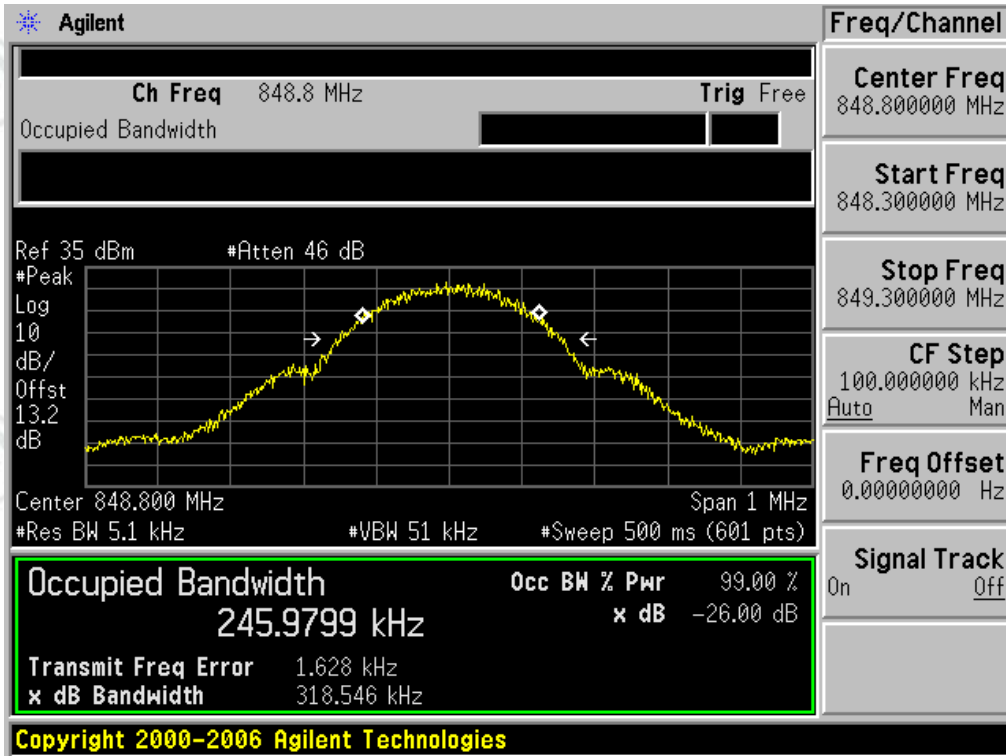 Agilent
Freq/Channel
Ch Freq 848.8 MHz Trig Free
Occupied Bandwidth
Center Freq
848.800000 MHz
Start Freq
848.300000 MHz
Stop Freq
849.300000 MHz
CF Step
100.000000 kHz
Auto Man
Freq Offset
0.00000000 Hz
Signal Track
On Off
Ref 35 dBm #Atten 46 dB
#Peak
Log
10
dB/
Offst
13.2
dB
Center 848.800 MHz Span 1 MHz
#Res BW 5.1 kHz #VBW 51 kHz #Sweep 500 ms (601 pts)
Occupied Bandwidth Occ BW % Pwr 99.00 %
245.9799 kHz x dB -26.00 dB
Transmit Freq Error 1.628 kHz
x dB Bandwidth 318.546 kHz
Copyright 2000-2006 Agilent Technologies